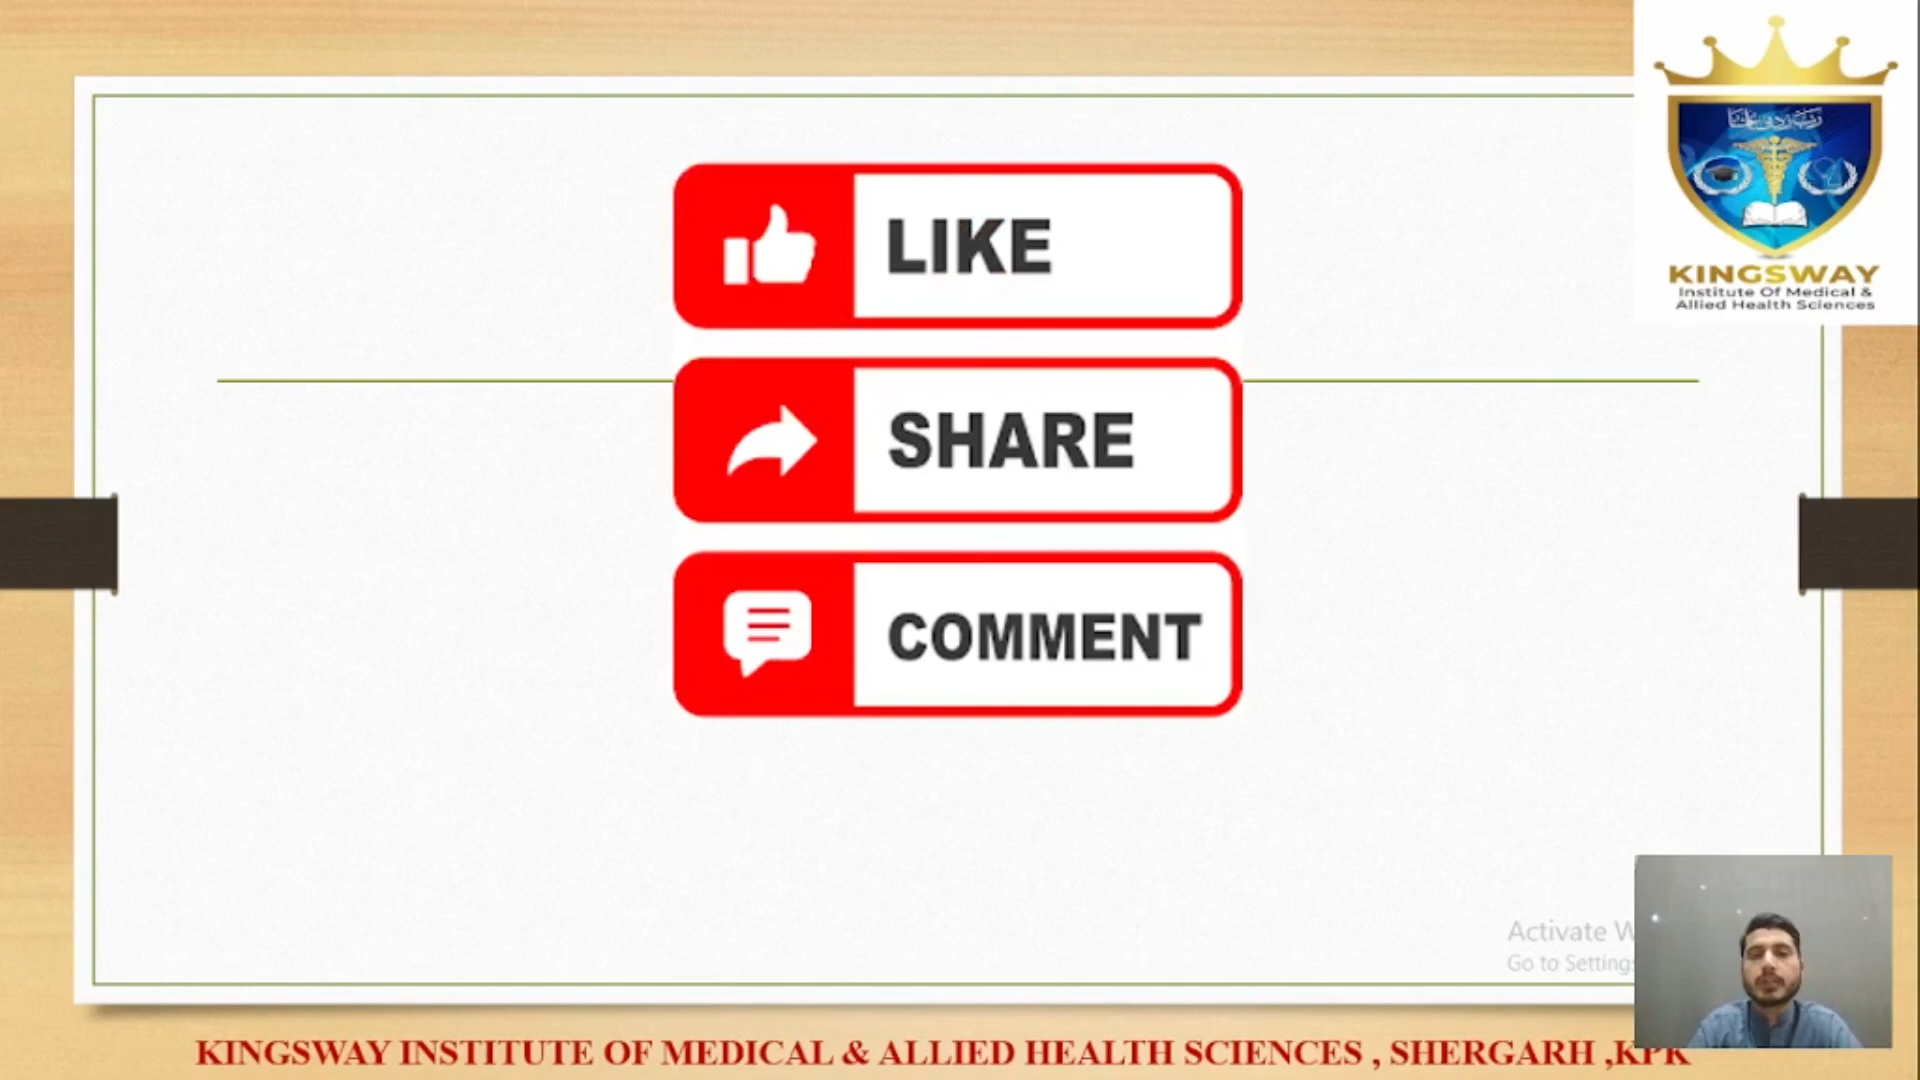 LIKE
SHARE
COMMENT
KINGSWAY
Institute Of Medical &
Allied Health Sciences
Activate
Go to Settings
KINGSWAY INSTITUTE OF MEDICAL & ALLIED HEALTH SCIENCES , SHERGARH ,KPK